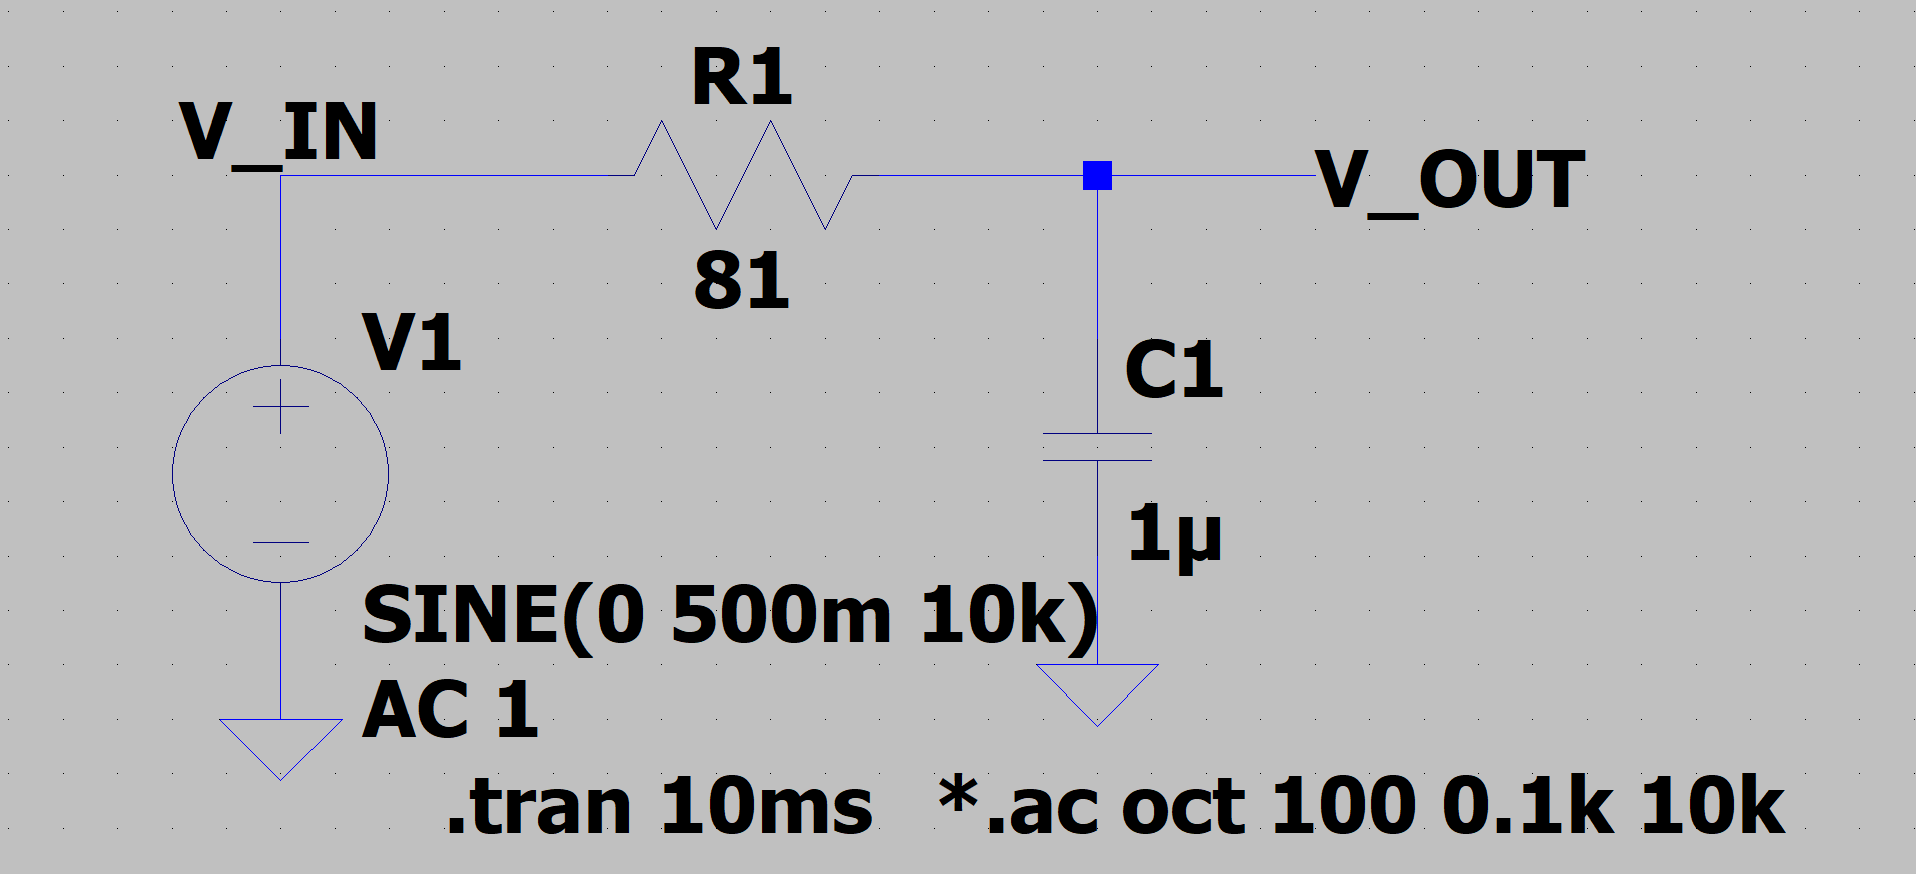 R1
V_IN
V_OUT
81
V1
C1
1µ
SINE(0 500m 10k)
AC 1
.tran 10ms *.ac oct 100 0.1k 10k